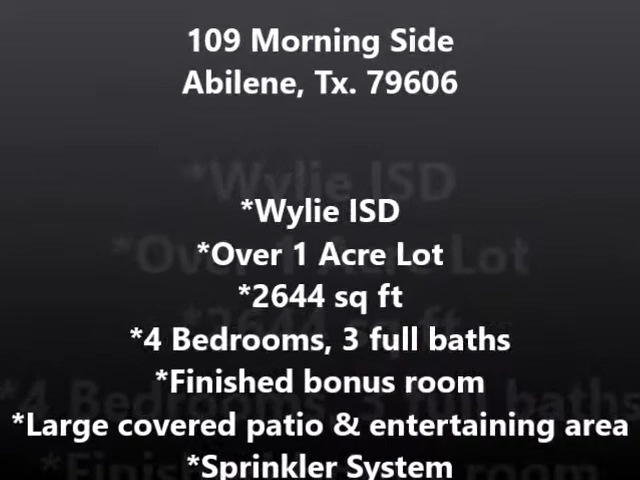 109 Morning Side
Abilene, Tx. 79606
*Wylie ISD
*Over 1 Acre Lot
*2644 sq ft
*4 Bedrooms, 3 full baths
*Finished bonus room
*Large covered patio & entertaining area
*Sprinkler System